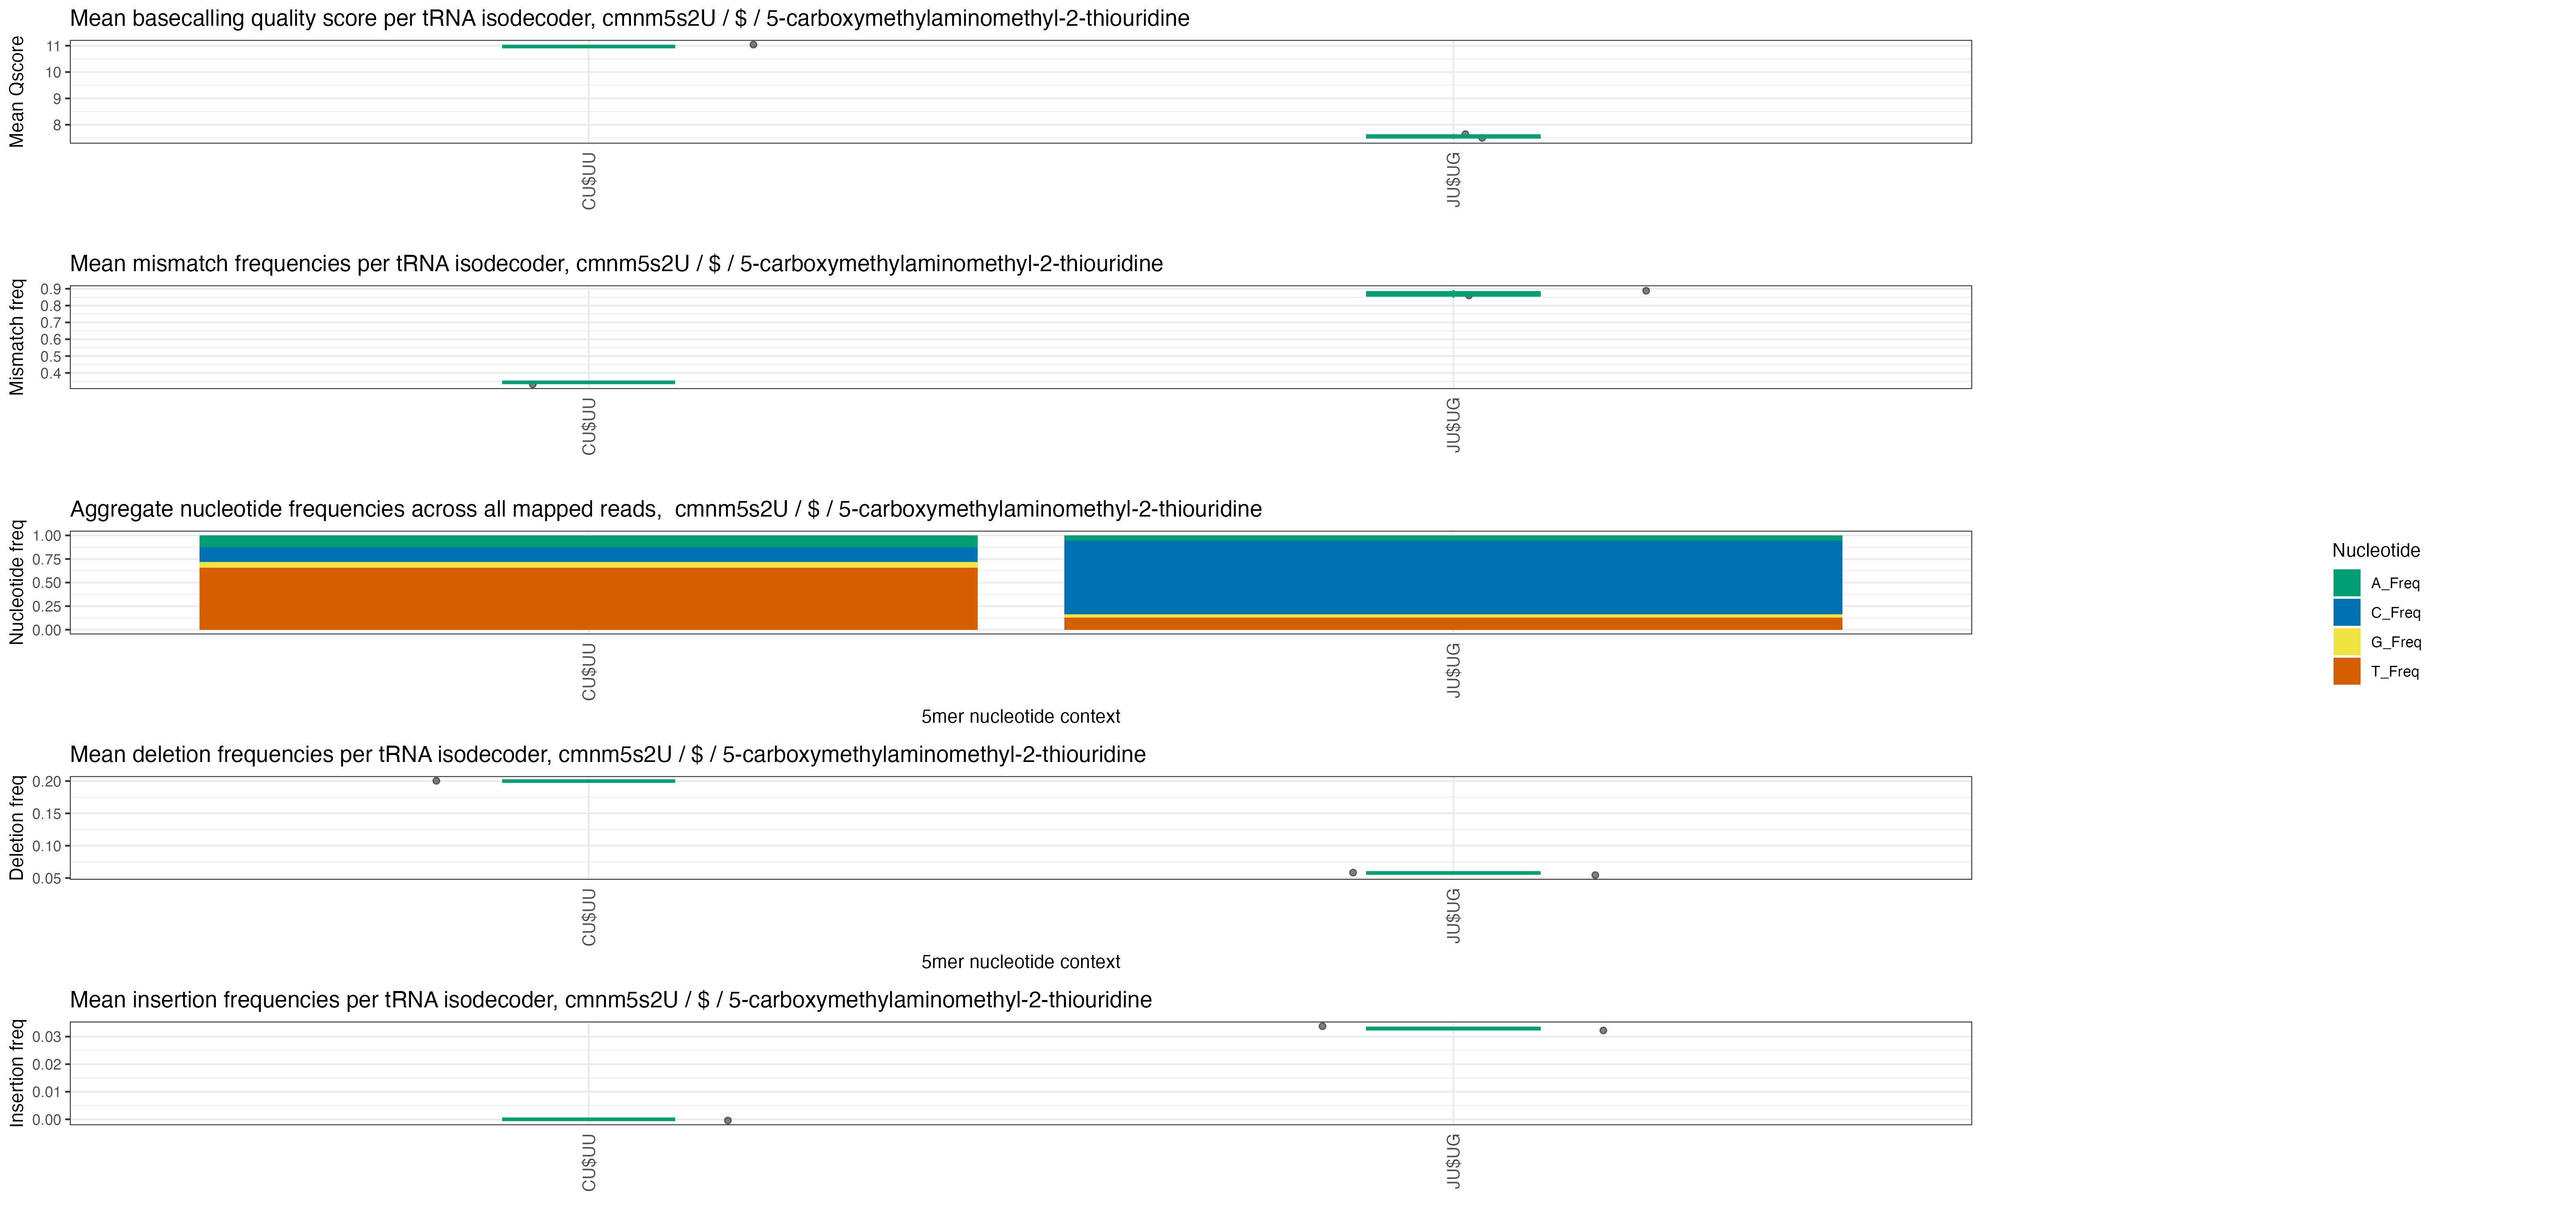 Mean basecalling quality score per tRNA isodecoder, cmnm5s2U / $ / 5-carboxymethylaminomethyl-2-thiouridine
Mean Qscore
11
10
9
8
CU$UU
JU$UG
Mean mismatch frequencies per tRNA isodecoder, cmnm5s2U / $ / 5-carboxymethylaminomethyl-2-thiouridine
Mismatch freq
0.9
0.8
0.7
0.6
0.5
0.4
CU$UU
JU$UG
Aggregate nucleotide frequencies across all mapped reads,  cmnm5s2U / $ / 5-carboxymethylaminomethyl-2-thiouridine
Nucleotide freq
1.00
0.75
0.50
0.25
0.00
CU$UU
JU$UG
5mer nucleotide context
Nucleotide
A_Freq
C_Freq
G_Freq
T_Freq
Mean deletion frequencies per tRNA isodecoder, cmnm5s2U / $ / 5-carboxymethylaminomethyl-2-thiouridine
Deletion freq
0.20
0.15
0.10
0.05
CU$UU
JU$UG
5mer nucleotide context
Mean insertion frequencies per tRNA isodecoder, cmnm5s2U / $ / 5-carboxymethylaminomethyl-2-thiouridine
Insertion freq
0.03
0.02
0.01
0.00
CU$UU
JU$UG